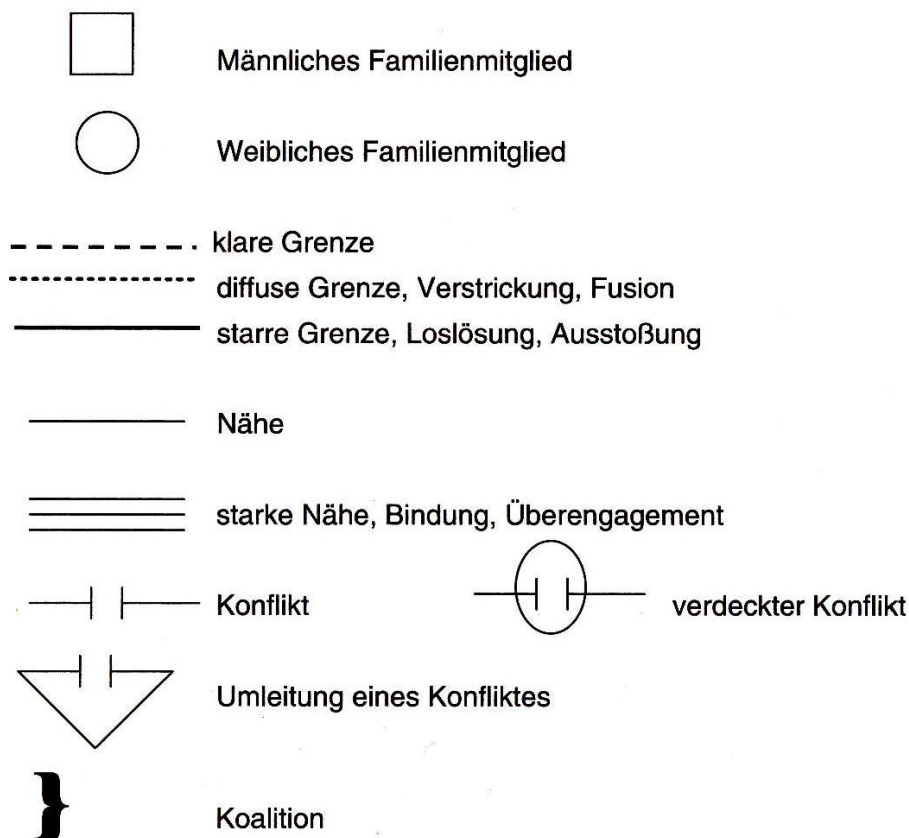 Männliches Familienmitglied
Weibliches Familienmitglied
klare Grenze
diffuse Grenze, Verstrickung, Fusion
starre Grenze, Loslösung, Ausstoßung
Nähe
starke Nähe, Bindung, Überengagement
Konflikt
verdeckter Konflikt
Umleitung eines Konfliktes
Koalition